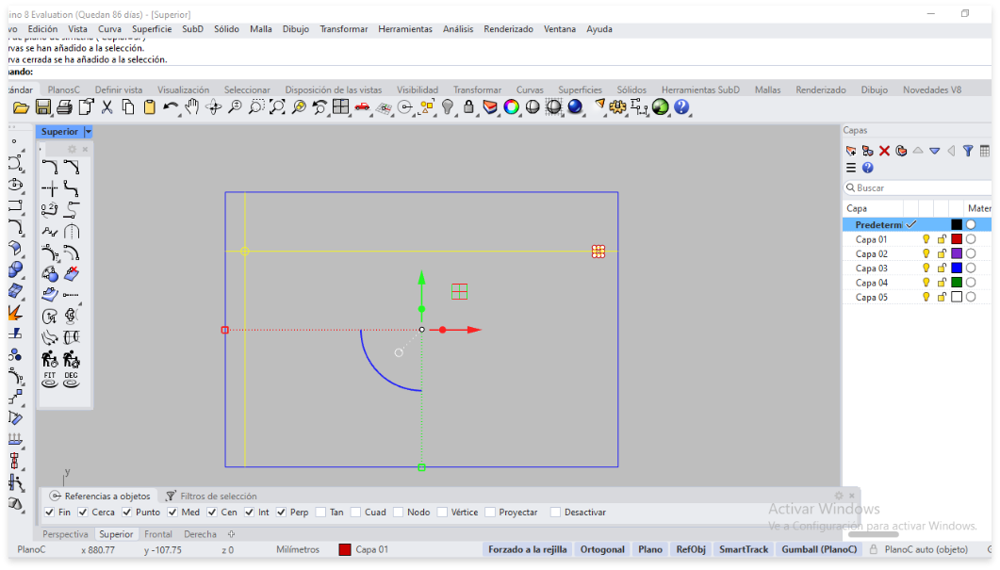 ino 8 Evaluation (Quedan 86 días) - [Superior]
vo Edición Vista Curva Superficie SubD Sólido Malla Dibujo Transformar Herramientas Análisis Renderizado Ventana Ayuda
rvas se han añadido a la selección.
rva cerrada se ha añadido a la selección.
ando:
ándar PlanosC Definir vista Visualización Seleccionar Disposición de las vistas Visibilidad Transformar Curvas Superficies Sólidos Herramientas SubD Mallas Renderizado Dibujo Novedades V8
Superior
Capas
Buscar
Capa Mater
Predeterm
Capa 01
Capa 02
Capa 03
Capa 04
Capa 05
FIT DEG
y
Referencias a objetos Filtros de selección
Fin Cerca Punto Med Cen Int Perp Tan Cuad Nodo Vértice Proyectar Desactivar
Activar Windows
Ve a Configuración para activar Windows.
Perspectiva Superior Frontal Derecha
PlanoC x 880.77 y -107.75 z 0 Milímetros Capa 01 Forzado a la rejilla Ortogonal Plano RefObj SmartTrack Gumball (PlanoC) PlanoC auto (objeto)